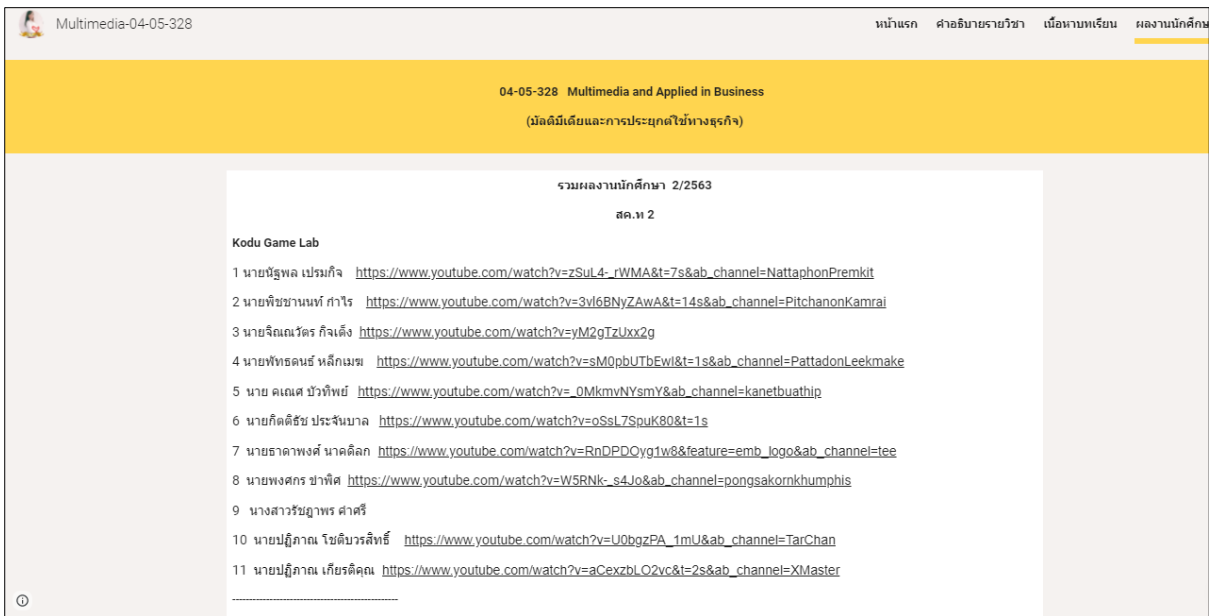 Multimedia-04-05-328
หน้าแรก คำอธิบายรายวิชา เนื้อหาบทเรียน ผลงานนักศึกษ
04-05-328 Multimedia and Applied in Business
(มัลติมีเดียและการประยุกต์ใช้ทางธุรกิจ)
รวมผลงานนักศึกษา 2/2563
สค.ท 2
Kodu Game Lab
1 นายนัฐพล เปรมกิจ https://www.youtube.com/watch?v=zSuL4-_rWMA&t=7s&ab_channel=NattaphonPremkit
2 นายพิชชานนท์ กำไร https://www.youtube.com/watch?v=3vl6BNyZAwA&t=14s&ab_channel=PitchanonKamrai
3 นายจิณณวัตร กิจเต็ง https://www.youtube.com/watch?v=yM2gTzUxx2g
4 นายพัทธดนธ์ หลีกเมฆ https://www.youtube.com/watch?v=sM0pbUTbEwI&t=1s&ab_channel=PattadonLeekmake
5 นาย คเณศ บัวทิพย์ https://www.youtube.com/watch?v=_0MkmvNYsmY&ab_channel=kanetbuathip
6 นายกิตติธัช ประจันบาล https://www.youtube.com/watch?v=oSsL7SpuK80&t=1s
7 นายธาดาพงศ์ นาคดิลก https://www.youtube.com/watch?v=RnDPDOyg1w8&feature=emb_logo&ab_channel=tee
8 นายพงศกร ขำพิศ https://www.youtube.com/watch?v=W5RNk-_s4Jo&ab_channel=pongsakornkhumphis
9 นางสาวรัชฎาพร ศาศรี
10 นายปฏิภาณ โชติบวรสิทธิ์ https://www.youtube.com/watch?v=U0bgzPA_1mU&ab_channel=TarChan
11 นายปฏิภาณ เกียรติคุณ https://www.youtube.com/watch?v=aCexzbLO2vc&t=2s&ab_channel=XMaster
------------------------------------------------